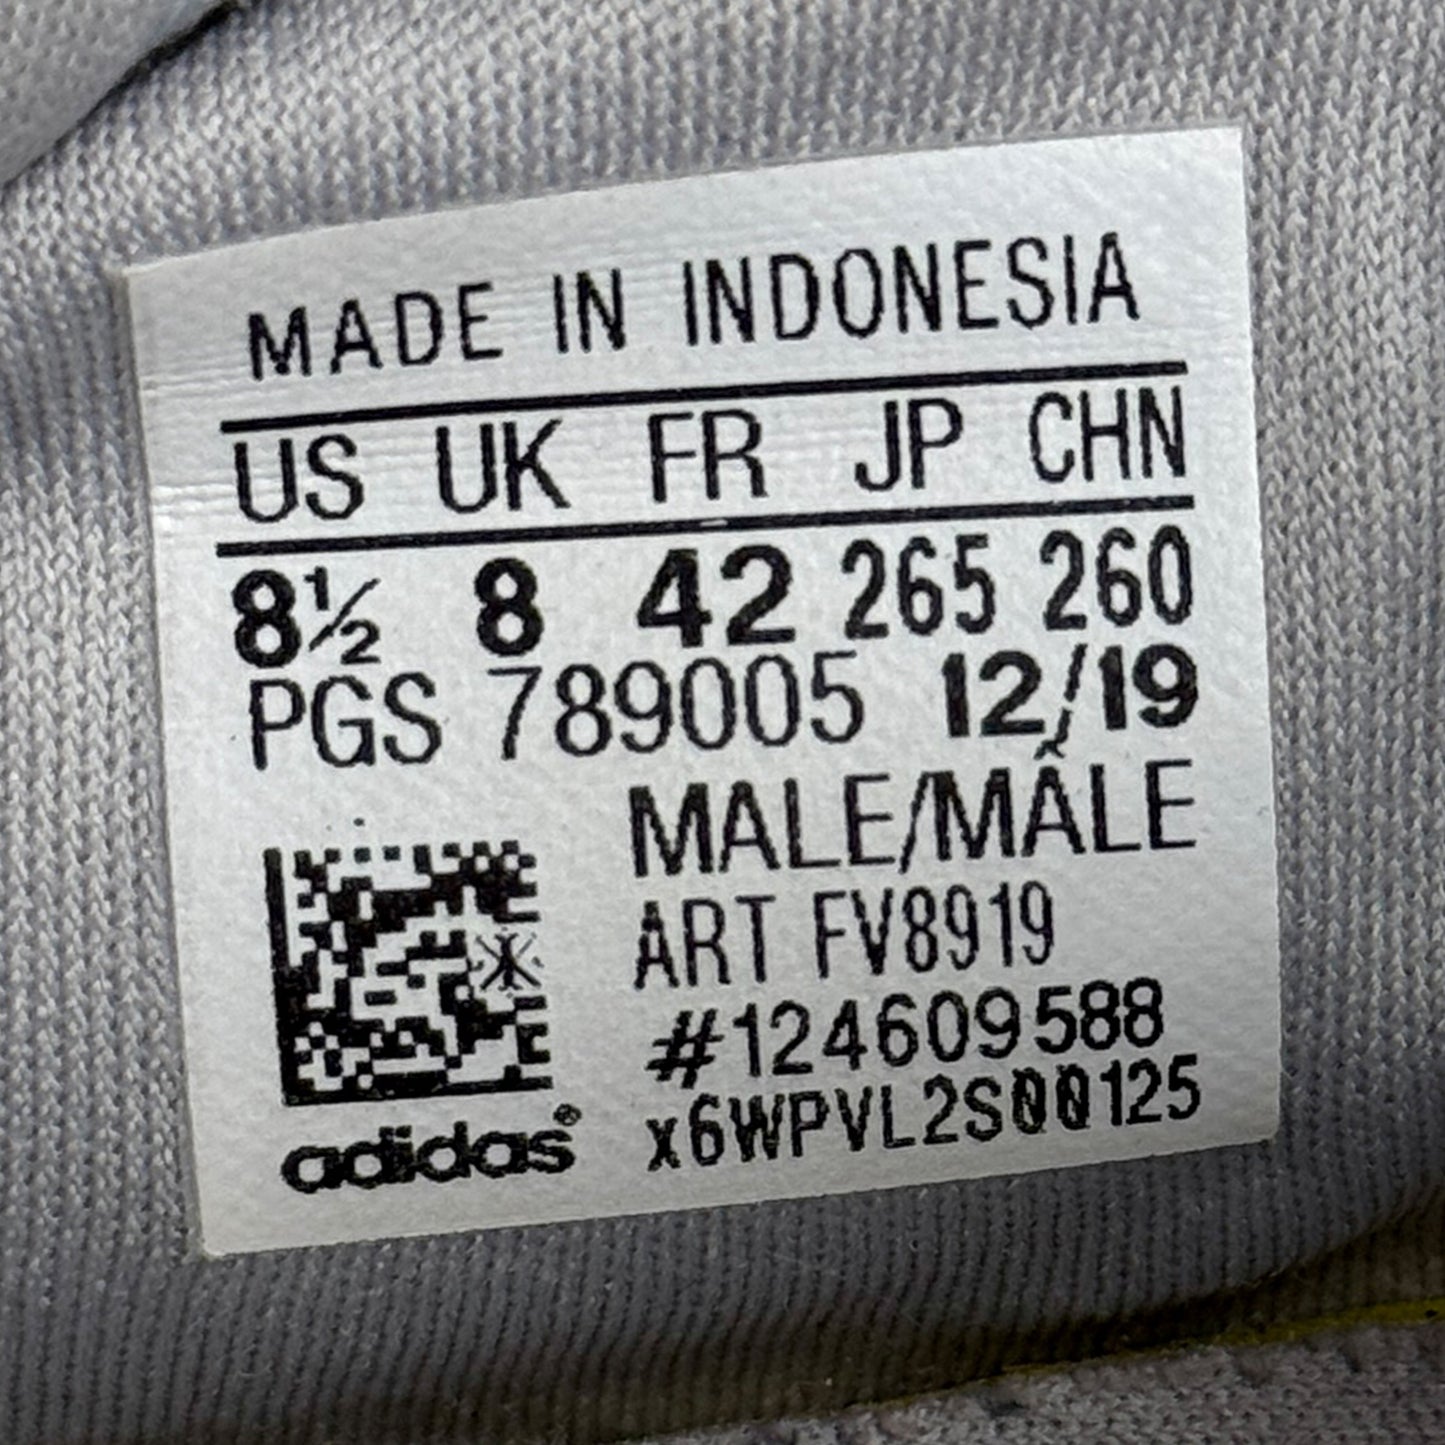 MADE IN INDONESIA
US UK FR JP CHN
8½ 8 42 265 260
PGS 789005 12/19
MALE/MÂLE
ART FV8919
#124609588
x6WPVL2S00125
adidas®